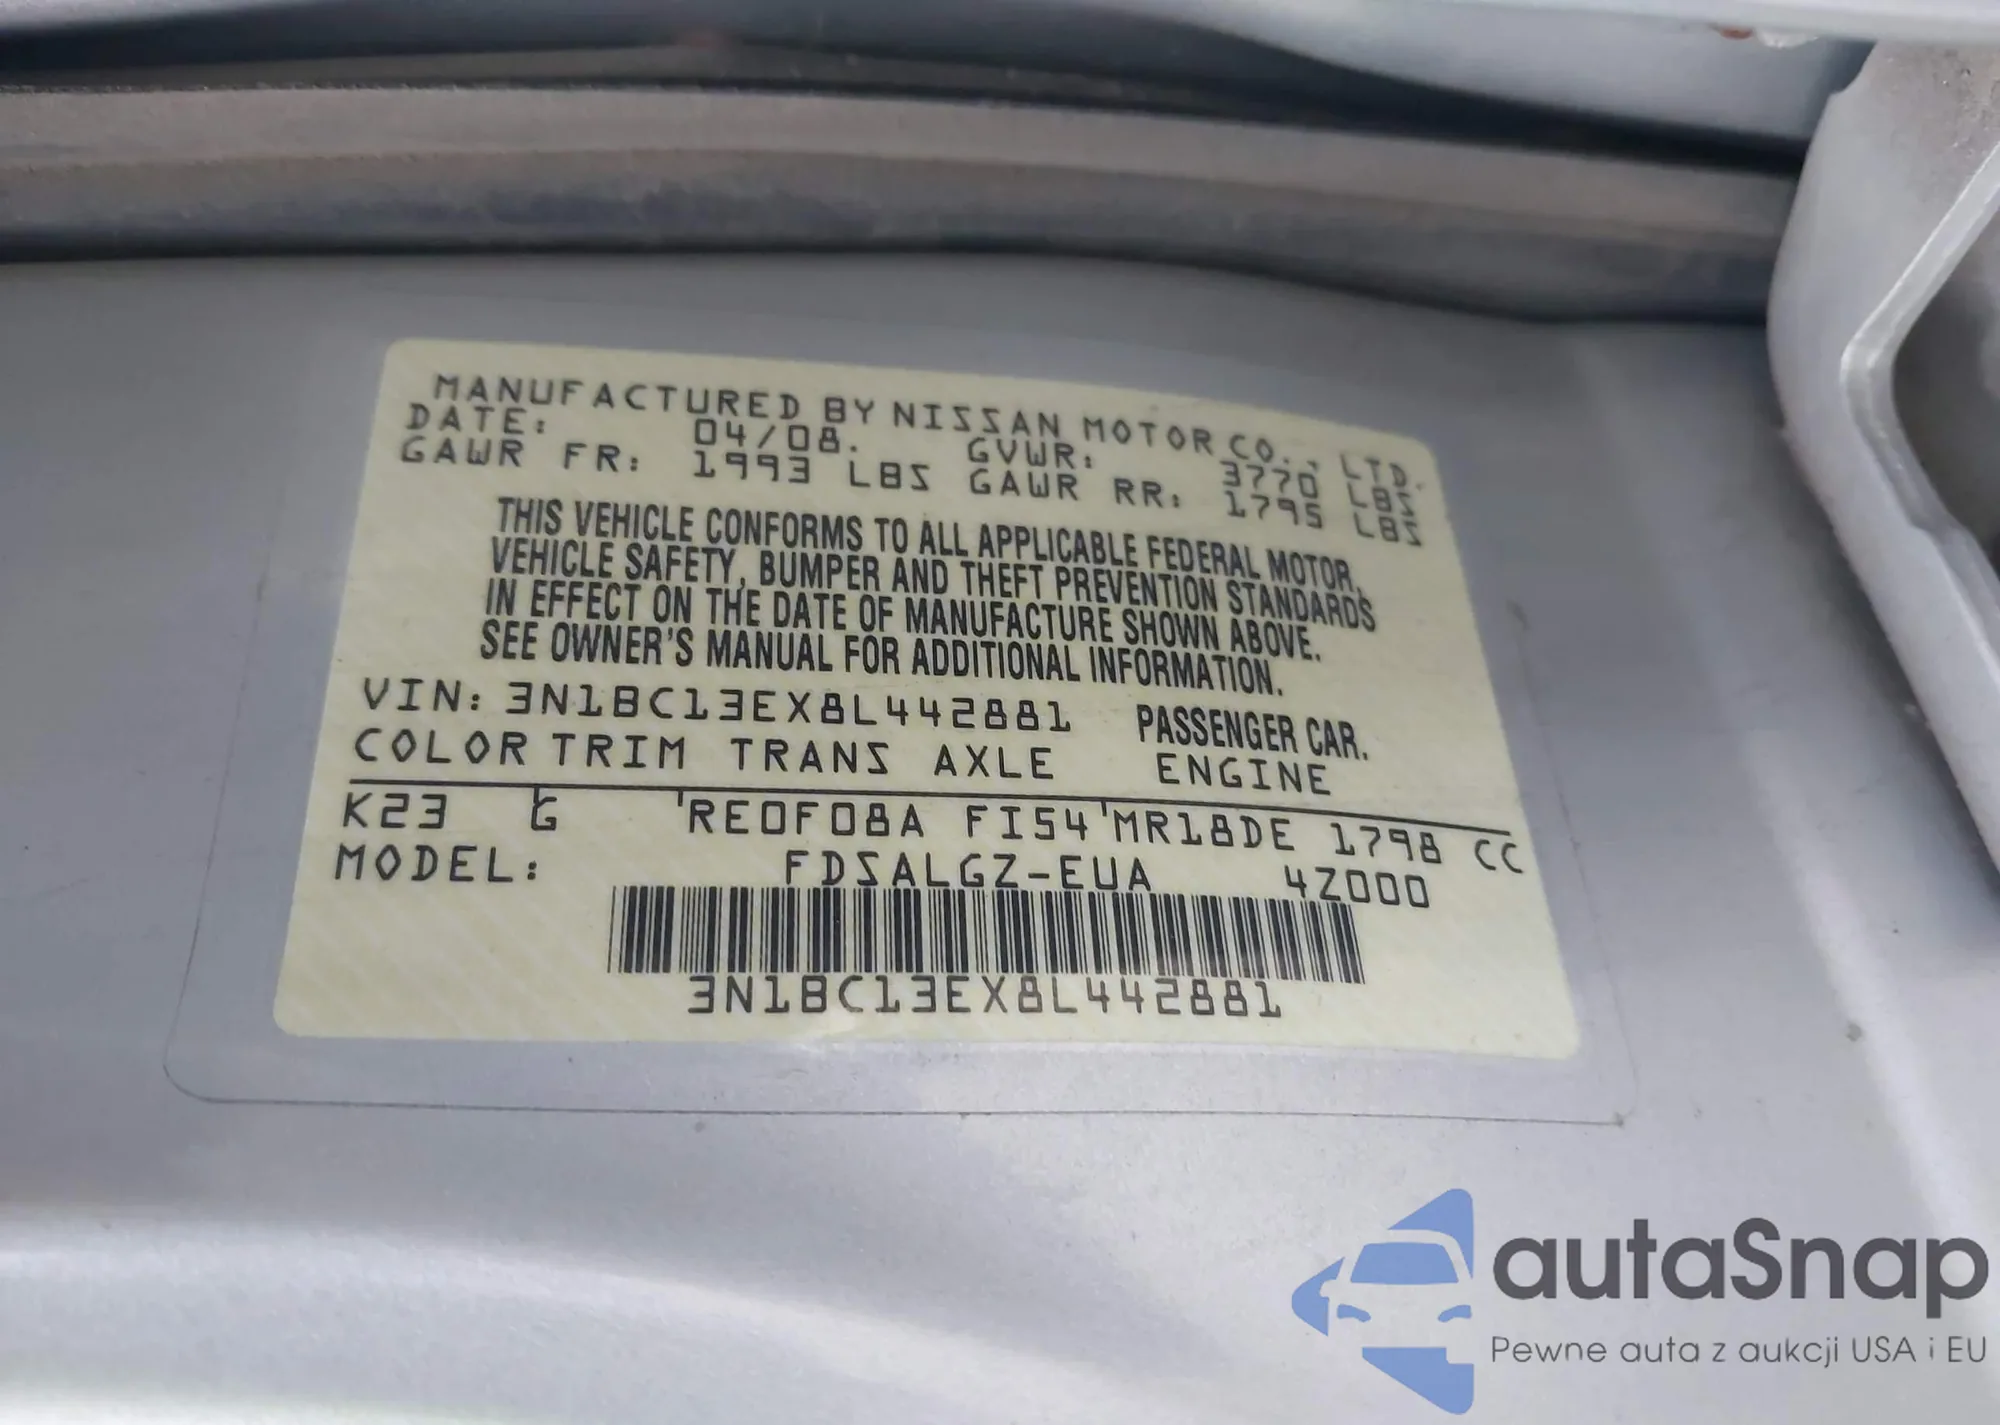 MANUFACTURED BY NISSAN MOTOR CO., LTD.
DATE: 04/08. GVWR: 3770 LBS
GAWR FR: 1993 LBS GAWR RR: 1795 LBS
THIS VEHICLE CONFORMS TO ALL APPLICABLE FEDERAL MOTOR
VEHICLE SAFETY, BUMPER AND THEFT PREVENTION STANDARDS
IN EFFECT ON THE DATE OF MANUFACTURE SHOWN ABOVE.
SEE OWNER'S MANUAL FOR ADDITIONAL INFORMATION.
VIN: 3N1BC13EX8L442881 PASSENGER CAR.
COLOR TRIM TRANS AXLE ENGINE
K23 G RE0F08A FI54 MR18DE 1798 CC
MODEL: FDSALGZ-EUA 4Z000
3N1BC13EX8L442881
autaSnap
Pewne auta z aukcji USA i EU